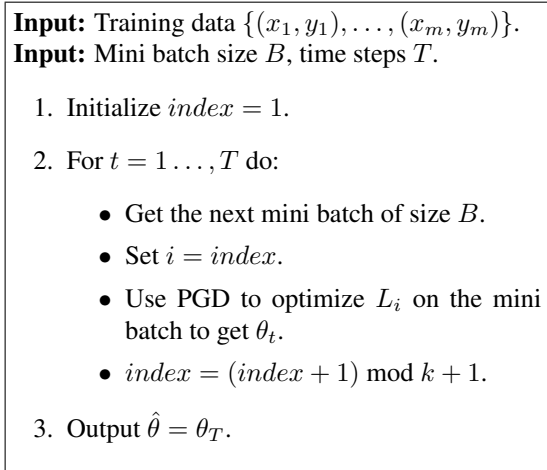 Input: Training data {(x₁, y₁), . . . , (xₘ, yₘ)}.
Input: Mini batch size B, time steps T.
1. Initialize index = 1.
2. For t = 1 . . . , T do:
• Get the next mini batch of size B.
• Set i = index.
• Use PGD to optimize Lᵢ on the mini
batch to get θₜ.
• index = (index + 1) mod k + 1.
3. Output θ̂ = θ_T.